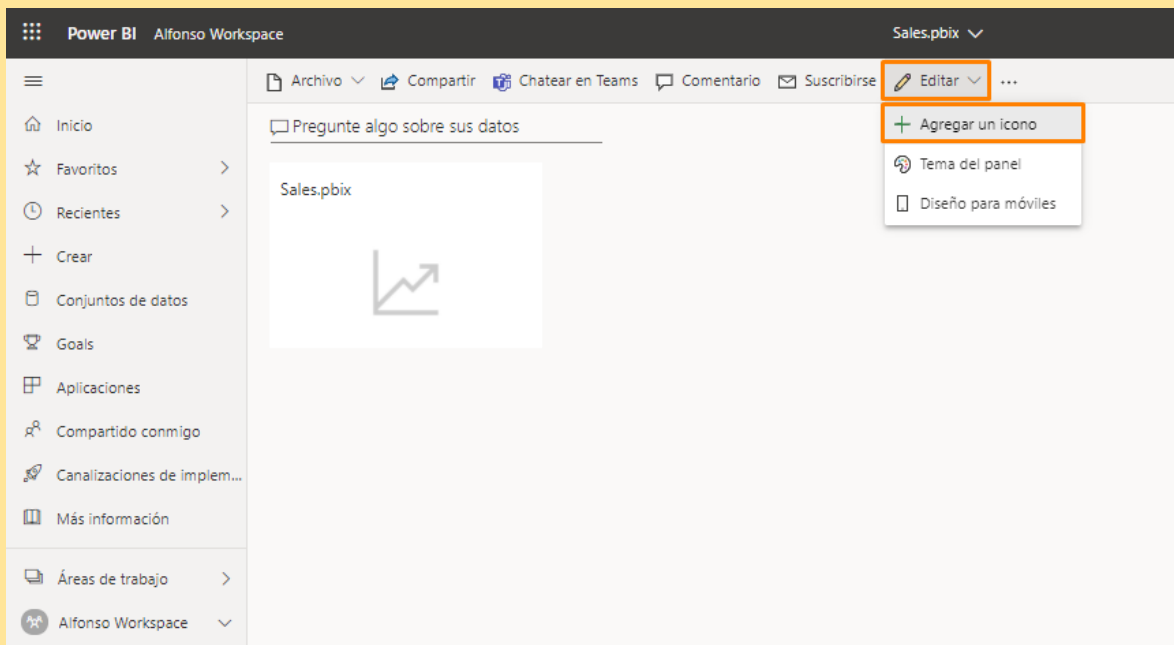 Power BI Alfonso Workspace Sales.pbix
Archivo Compartir Chatear en Teams Comentario Suscribirse Editar ...
Inicio
Favoritos
Recientes
Crear
Conjuntos de datos
Goals
Aplicaciones
Compartido conmigo
Canalizaciones de implem...
Más información
Áreas de trabajo
Alfonso Workspace
Pregunte algo sobre sus datos
Sales.pbix
Agregar un icono
Tema del panel
Diseño para móviles